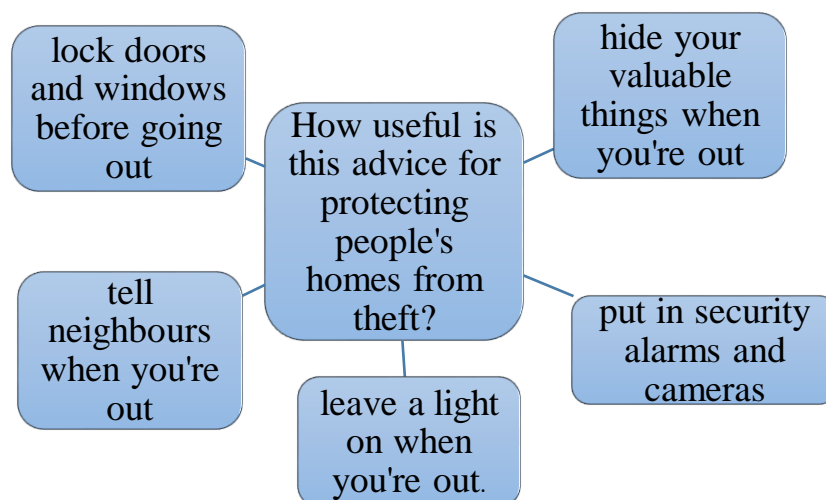 lock doors
and windows
before going
out
hide your
valuable
things when
you're out
How useful is
this advice for
protecting
people's
homes from
theft?
tell
neighbours
when you're
out
put in security
alarms and
cameras
leave a light
on when
you're out.